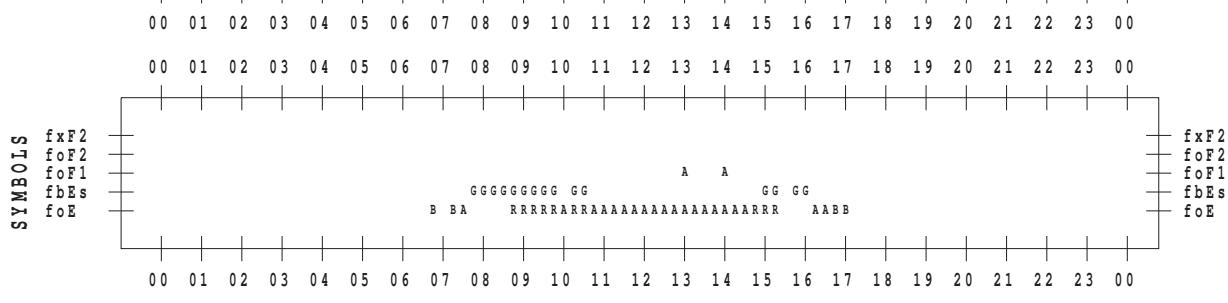 00 01 02 03 04 05 06 07 08 09 10 11 12 13 14 15 16 17 18 19 20 21 22 23 00
00 01 02 03 04 05 06 07 08 09 10 11 12 13 14 15 16 17 18 19 20 21 22 23 00
SYMBOLS
fxF2 fxF2
foF2 foF2
foF1 A A foF1
fbEs GGGGGGGGG GG GG GG fbEs
foE B BA RRRRRARRAAAAAAAAAAAAAAAARRR AABB foE
00 01 02 03 04 05 06 07 08 09 10 11 12 13 14 15 16 17 18 19 20 21 22 23 00